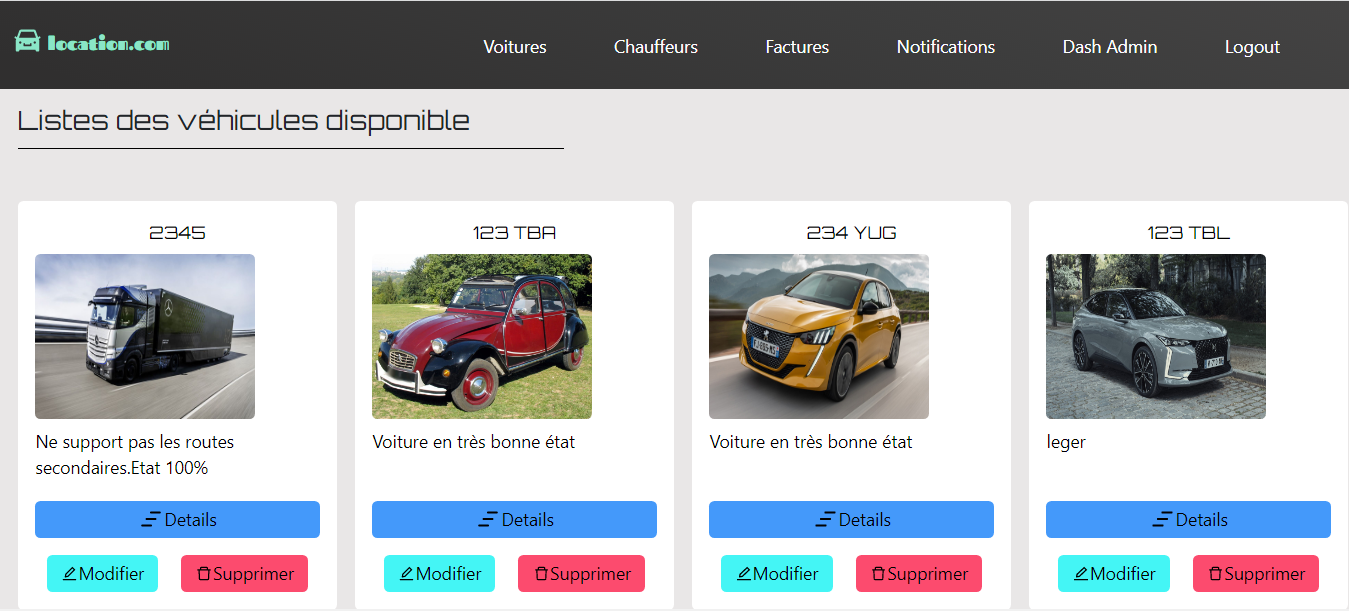 location.com
Voitures
Chauffeurs
Factures
Notifications
Dash Admin
Logout
Listes des véhicules disponible
2345
Ne support pas les routes
secondaires.Etat 100%
Details
Modifier
Supprimer
123 TBA
Voiture en très bonne état
Details
Modifier
Supprimer
234 YUG
Voiture en très bonne état
Details
Modifier
Supprimer
123 TBL
leger
Details
Modifier
Supprimer